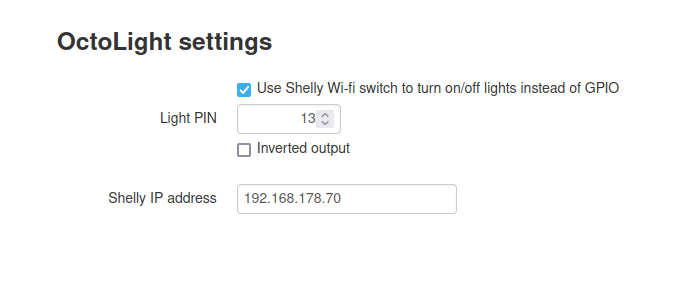 OctoLight settings
Use Shelly Wi-fi switch to turn on/off lights instead of GPIO
Light PIN 13
Inverted output
Shelly IP address 192.168.178.70